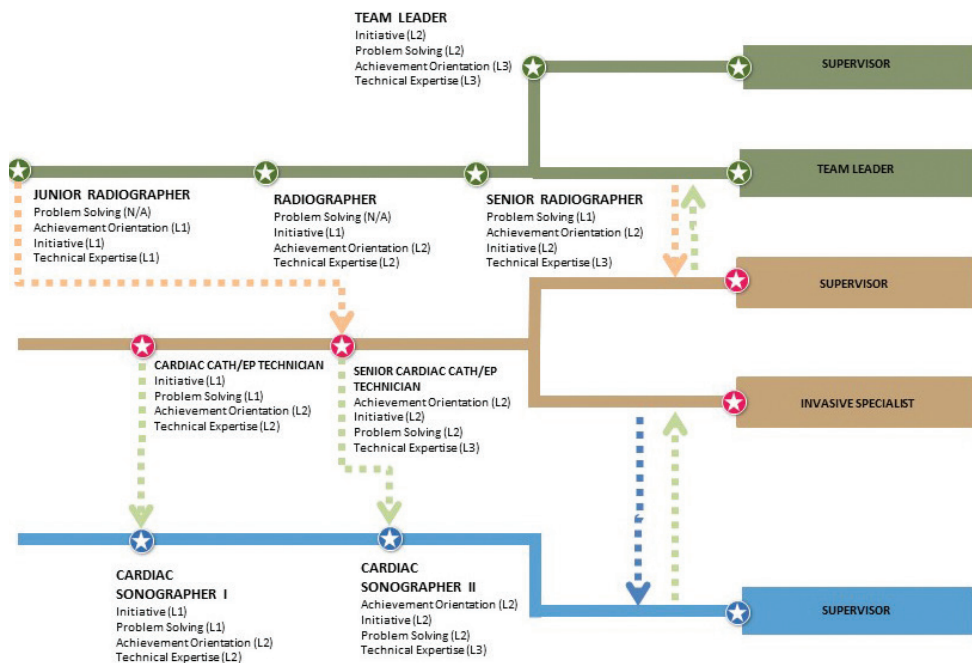 TEAM LEADER
Initiative (L2)
Problem Solving (L2)
Achievement Orientation (L3)
Technical Expertise (L3)
SUPERVISOR
TEAM LEADER
JUNIOR RADIOGRAPHER
Problem Solving (N/A)
Achievement Orientation (L1)
Initiative (L1)
Technical Expertise (L1)
RADIOGRAPHER
Problem Solving (N/A)
Initiative (L1)
Achievement Orientation (L2)
Technical Expertise (L2)
SENIOR RADIOGRAPHER
Problem Solving (L1)
Achievement Orientation (L2)
Initiative (L2)
Technical Expertise (L3)
SUPERVISOR
CARDIAC CATH/EP TECHNICIAN
Initiative (L1)
Problem Solving (L1)
Achievement Orientation (L2)
Technical Expertise (L2)
SENIOR CARDIAC CATH/EP
TECHNICIAN
Achievement Orientation (L2)
Initiative (L2)
Problem Solving (L2)
Technical Expertise (L3)
INVASIVE SPECIALIST
CARDIAC
SONOGRAPHER I
Initiative (L1)
Problem Solving (L1)
Achievement Orientation (L2)
Technical Expertise (L2)
CARDIAC
SONOGRAPHER II
Achievement Orientation (L2)
Initiative (L2)
Problem Solving (L2)
Technical Expertise (L3)
SUPERVISOR